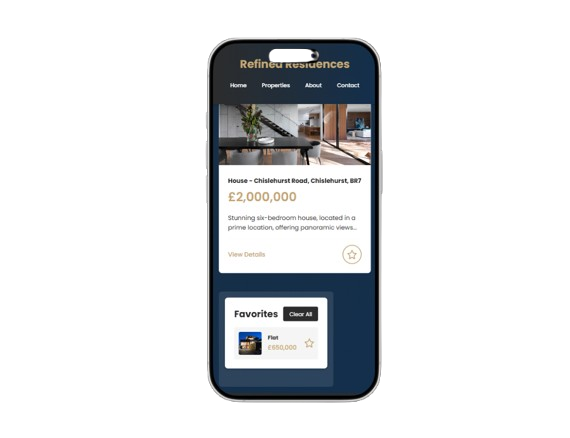 Refined Residences
Home Properties About Contact
House - Chislehurst Road, Chislehurst, BR7
£2,000,000
Stunning six-bedroom house, located in a
prime location, offering panoramic views...
View Details
Favorites Clear All
Flat
£650,000